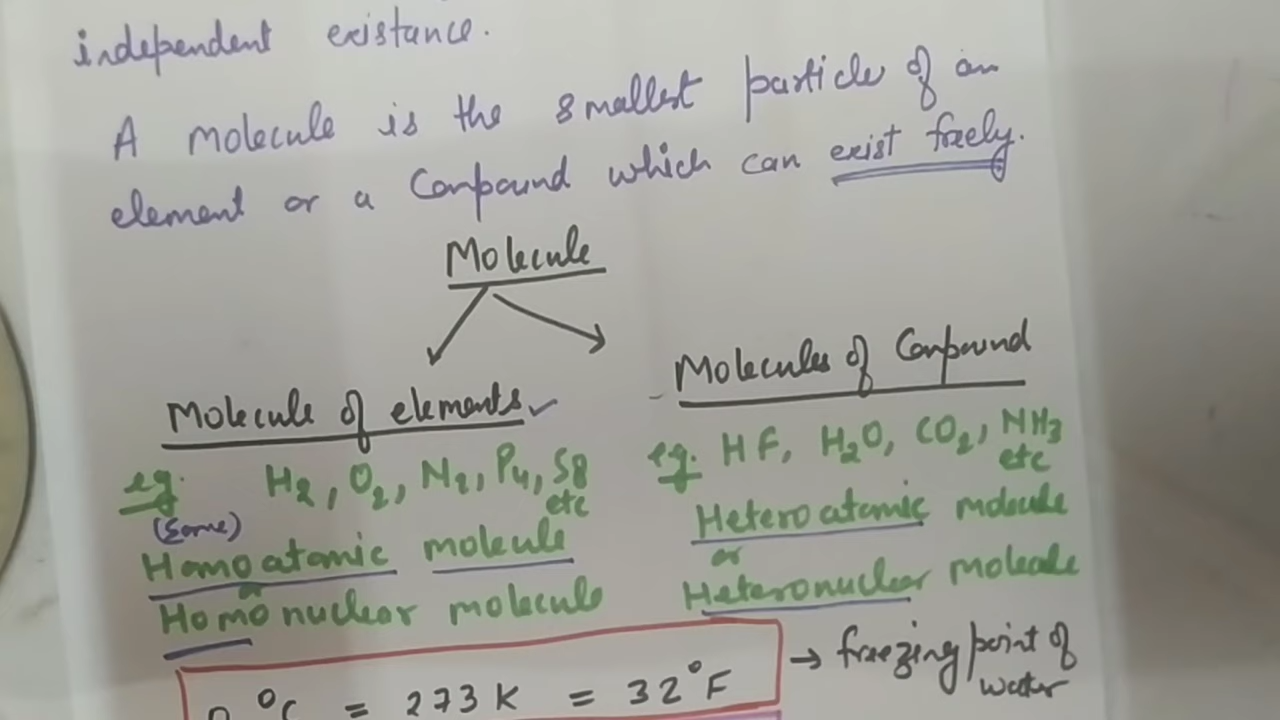 independent existance.
A molecule is the smallest particle of an
element or a Compound which can exist freely.
Molecule
Molecule of elements ✓
eg. H2, O2, N2, P4, S8
etc
(Same)
Homoatomic molecule
or
Homonuclear molecule
Molecules of Compound
eg. HF, H2O, CO2, NH3
etc
Heteroatomic molecule
or
Heteronuclear molecule
0 °C = 273 K = 32°F
→ freezing point of
water